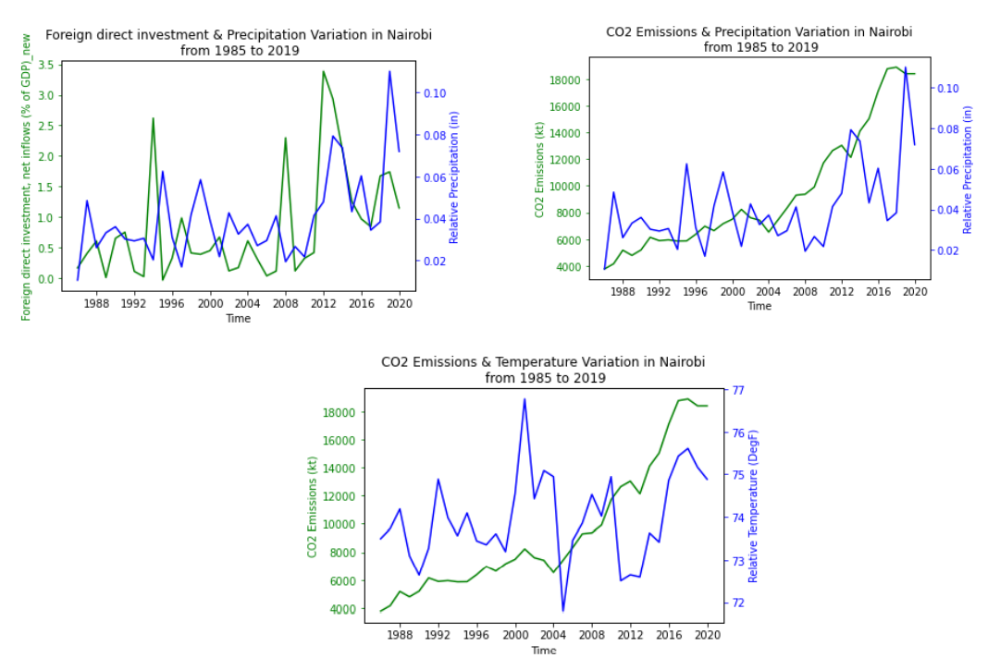 Foreign direct investment & Precipitation Variation in Nairobi
from 1985 to 2019
Foreign direct investment, net inflows (% of GDP)_new
3.5
3.0
2.5
2.0
1.5
1.0
0.5
0.0
0.10
0.08
0.06
0.04
0.02
Relative Precipitation (in)
1988 1992 1996 2000 2004 2008 2012 2016 2020
Time
CO2 Emissions & Precipitation Variation in Nairobi
from 1985 to 2019
CO2 Emissions (kt)
18000
16000
14000
12000
10000
8000
6000
4000
0.10
0.08
0.06
0.04
0.02
Relative Precipitation (in)
1988 1992 1996 2000 2004 2008 2012 2016 2020
Time
CO2 Emissions & Temperature Variation in Nairobi
from 1985 to 2019
CO2 Emissions (kt)
18000
16000
14000
12000
10000
8000
6000
4000
77
76
75
74
73
72
Relative Temperature (DegF)
1988 1992 1996 2000 2004 2008 2012 2016 2020
Time